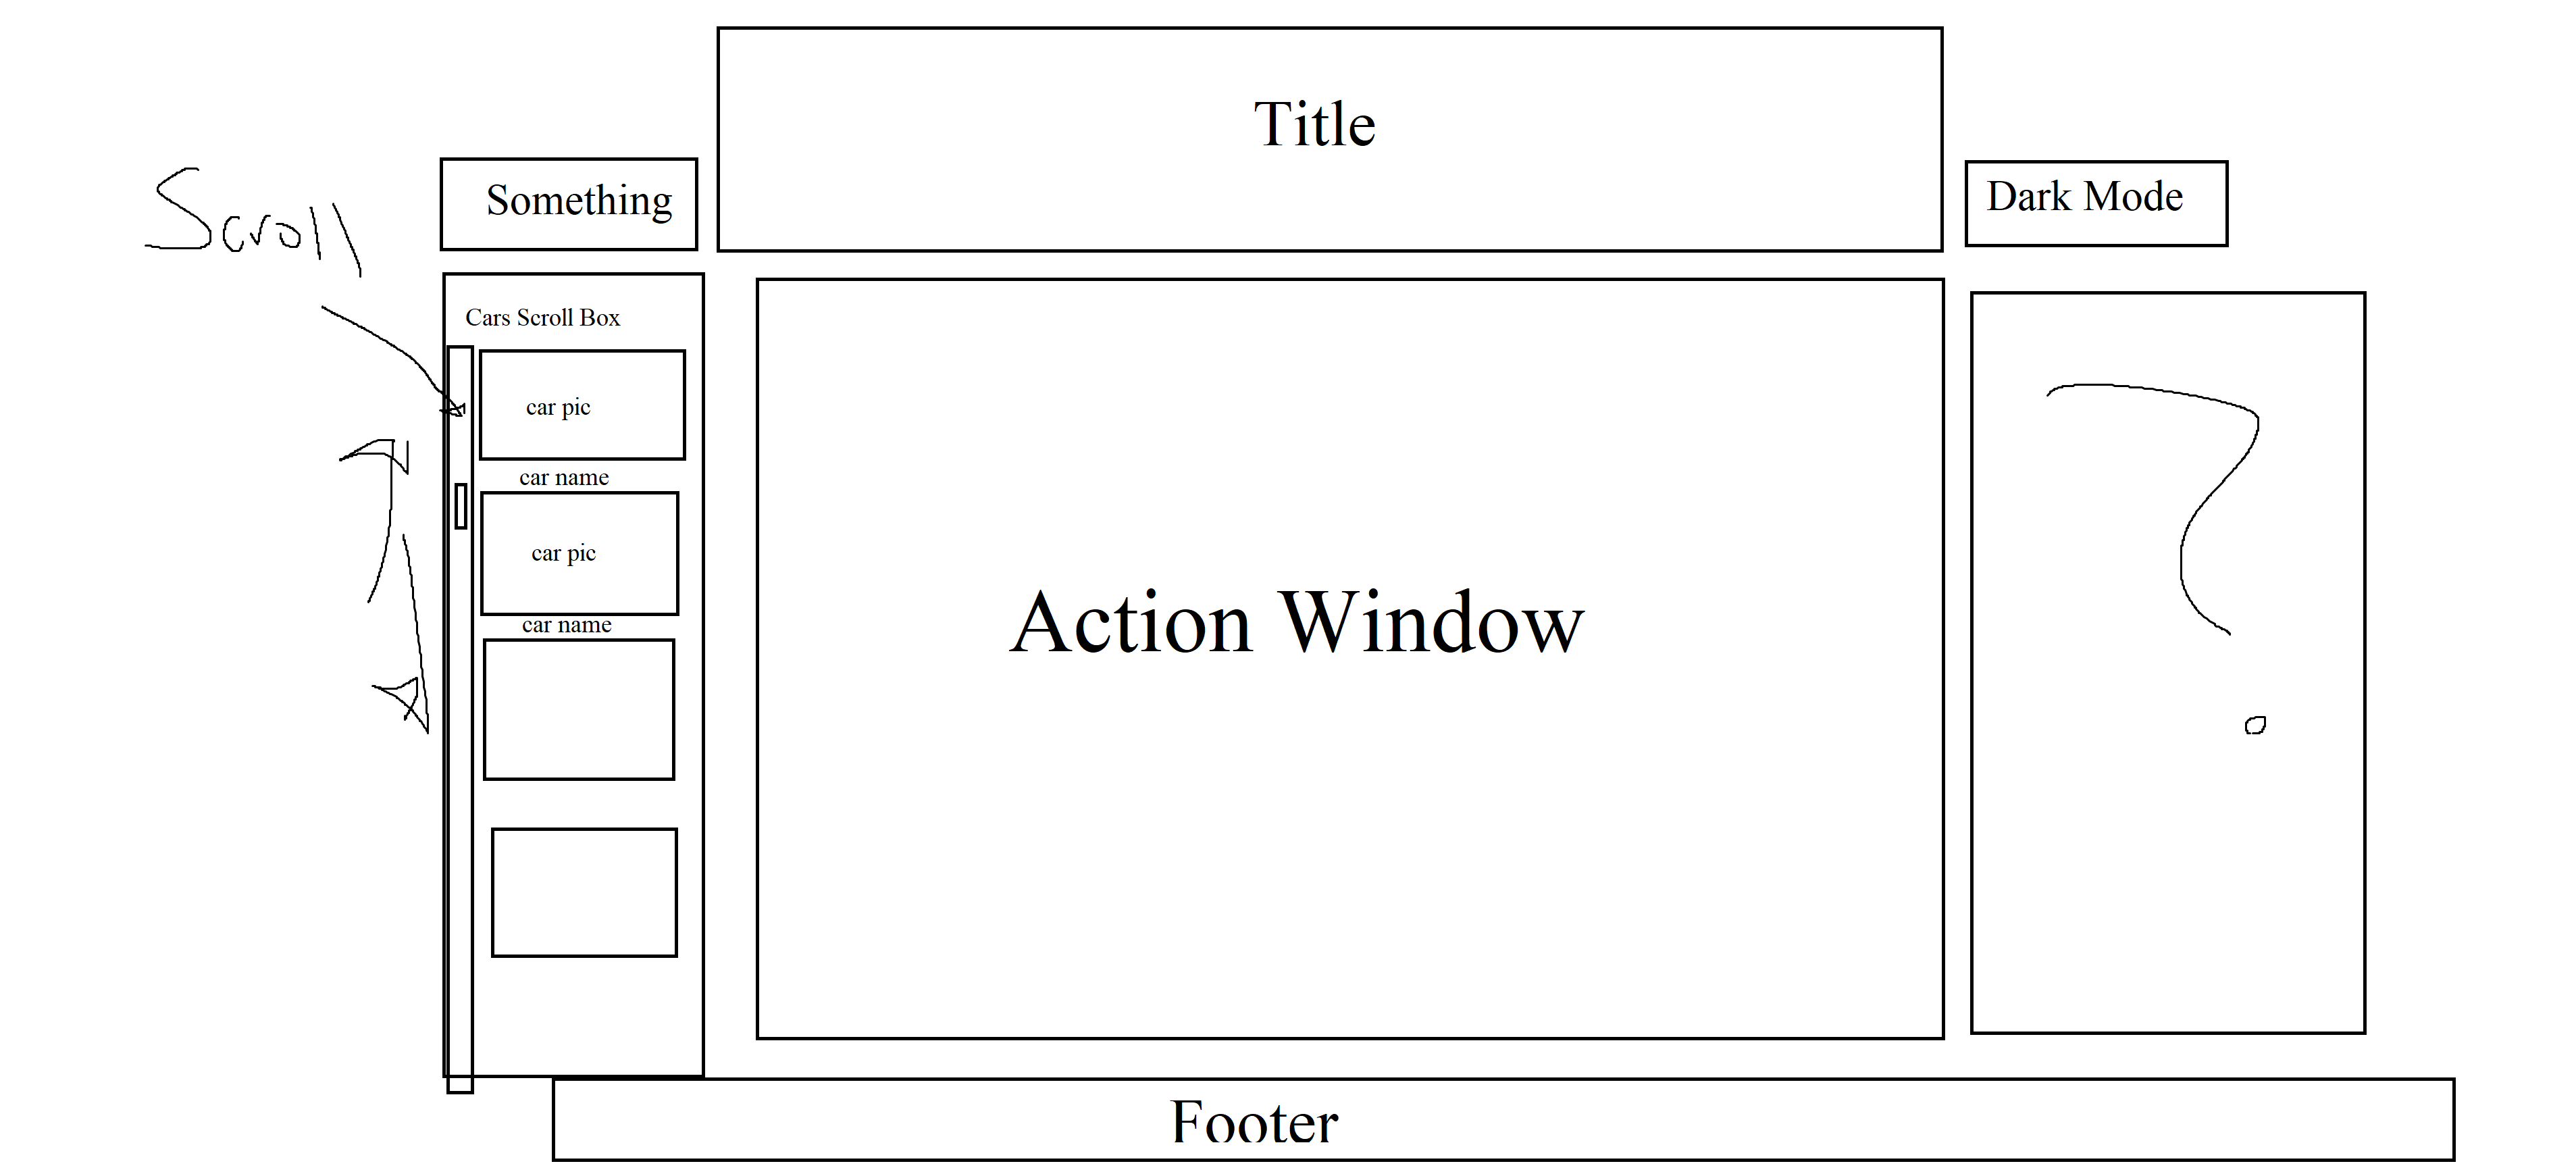 Title
Scroll
Something
Dark Mode
Cars Scroll Box
car pic
car name
car pic
car name
Action Window
?
Footer